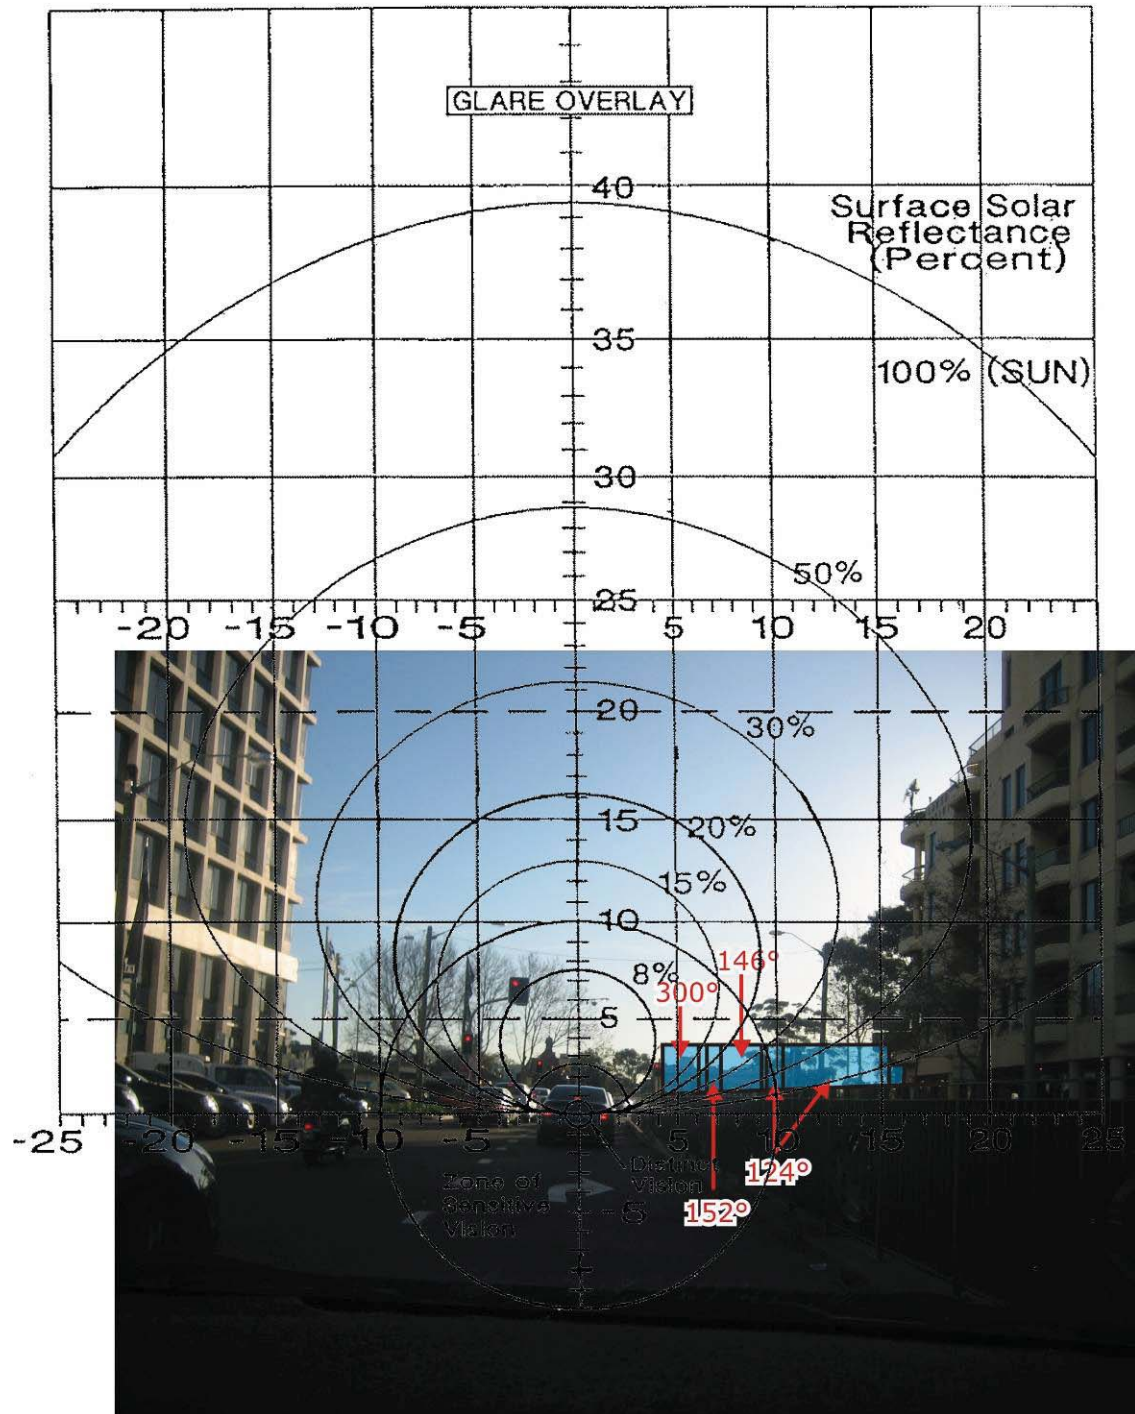 GLARE OVERLAY
40
Surface Solar
Reflectance
(Percent)
35
100% (SUN)
30
50%
25
-20 -15 -10 -5 5 10 15 20
20
30%
15
20%
15%
10
8%
146°
300°
5
-25 -20 -15 -10 -5 5 10 15 20 25
Distinct
Vision
124°
Zone of
Sensitive
Vision
-5
152°